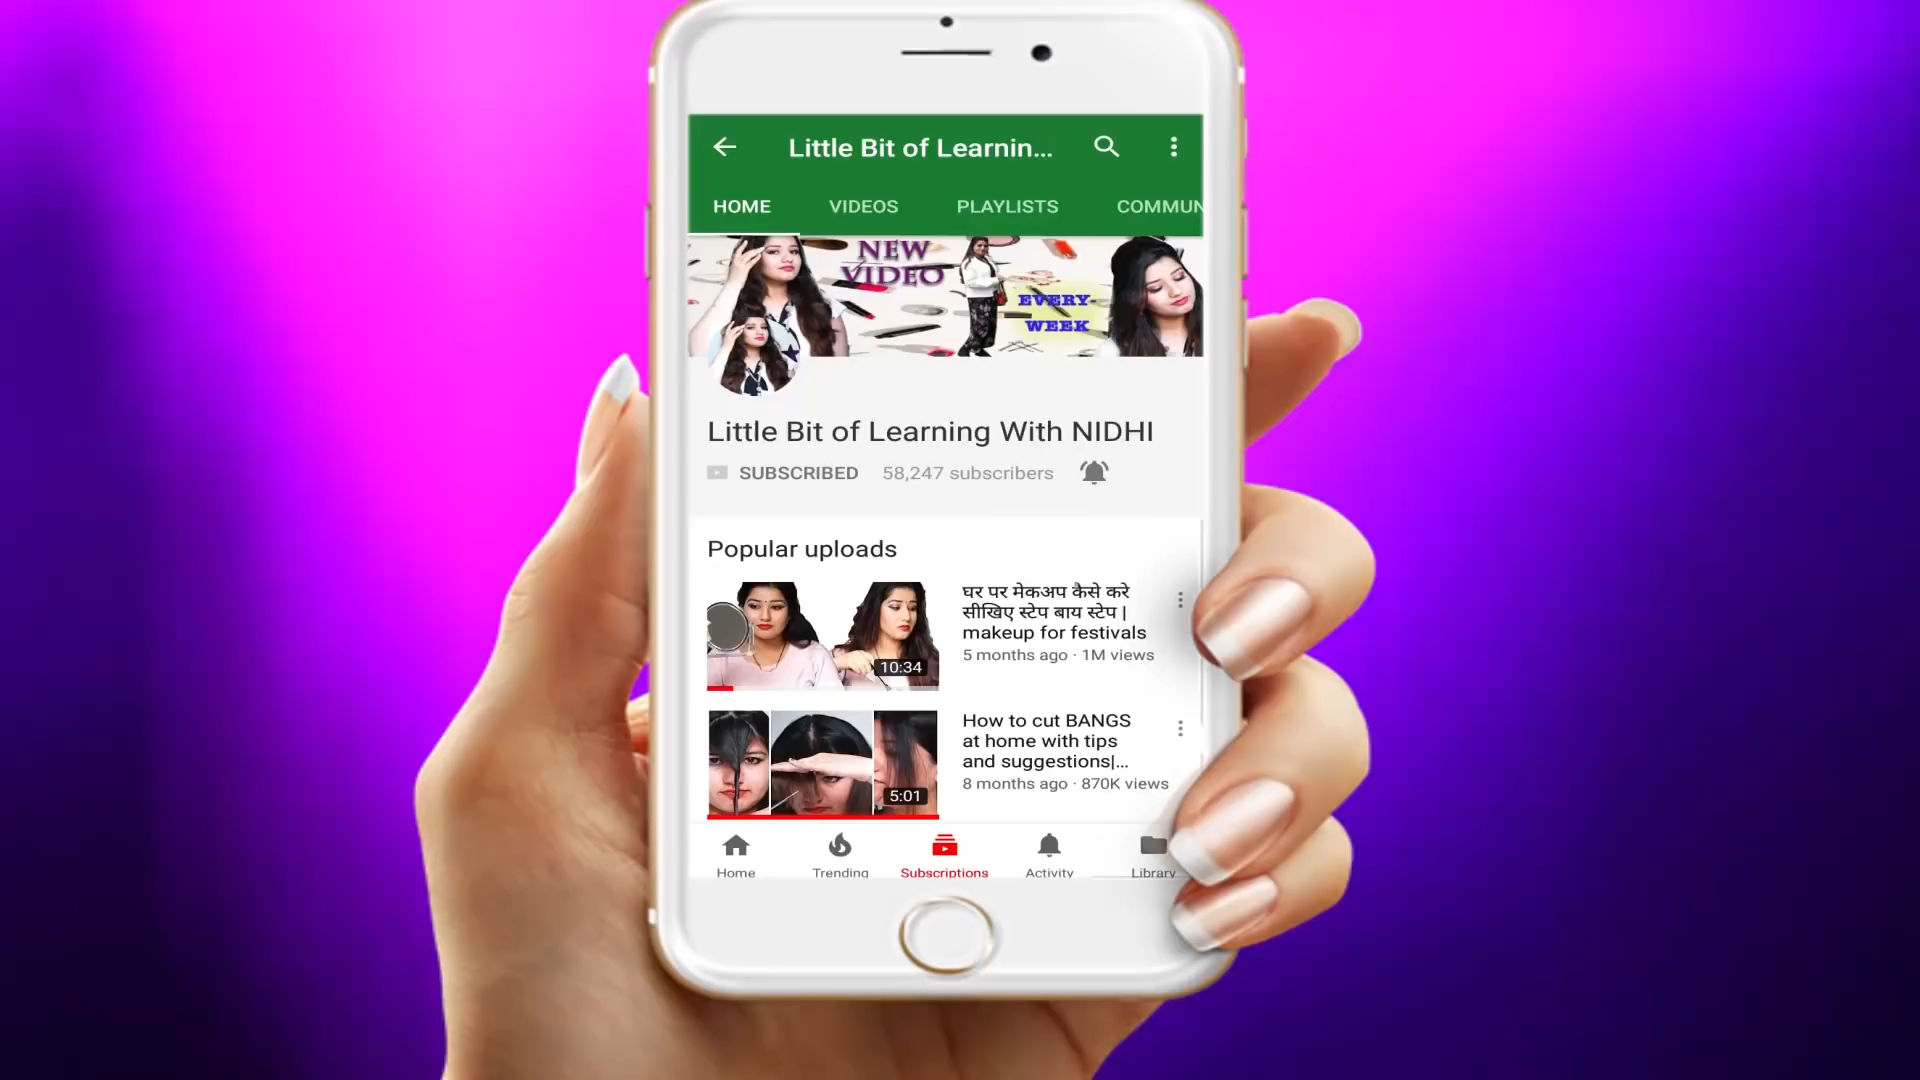 Little Bit of Learnin...
HOME VIDEOS PLAYLISTS COMMUN
NEW
VIDEO
EVERY-
WEEK
Little Bit of Learning With NIDHI
SUBSCRIBED 58,247 subscribers
Popular uploads
घर पर मेकअप कैसे करे
सीखिए स्टेप बाय स्टेप |
makeup for festivals
5 months ago · 1M views
10:34
How to cut BANGS
at home with tips
and suggestions|...
8 months ago · 870K views
5:01
Home Trending Subscriptions Activity Library